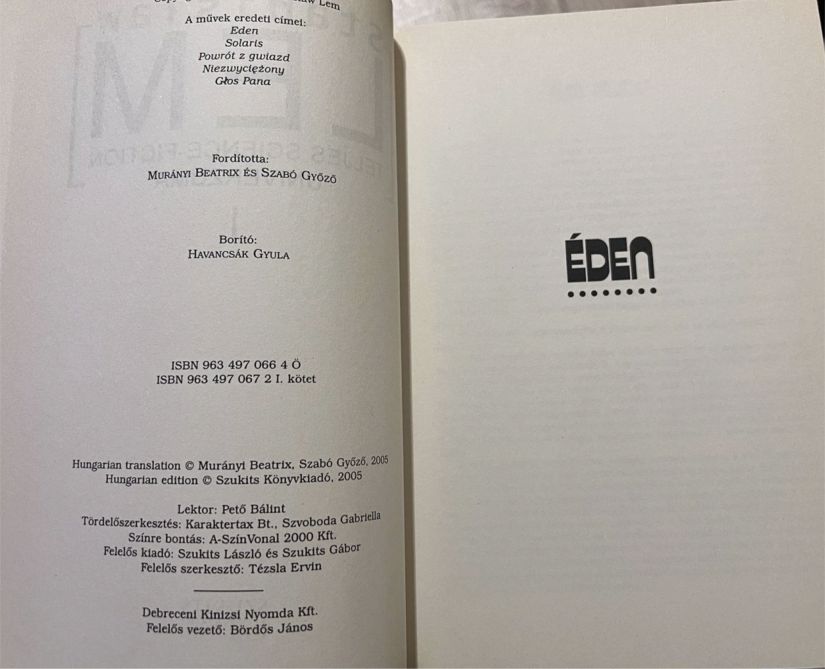 Lem
A művek eredeti címei:
Eden
Solaris
Powrót z gwiazd
Niezwyciężony
Głos Pana
Fordította:
MURÁNYI BEATRIX ÉS SZABÓ GYŐZŐ
Borító:
HAVANCSÁK GYULA
ISBN 963 497 066 4 Ö
ISBN 963 497 067 2 I. kötet
Hungarian translation © Murányi Beatrix, Szabó Győző, 2005
Hungarian edition © Szukits Könyvkiadó, 2005
Lektor: Pető Bálint
Tördelőszerkesztés: Karaktertax Bt., Szvoboda Gabriella
Színre bontás: A-SzínVonal 2000 Kft.
Felelős kiadó: Szukits László és Szukits Gábor
Felelős szerkesztő: Tézsla Ervin
Debreceni Kinizsi Nyomda Kft.
Felelős vezető: Bördős János
ÉDEN